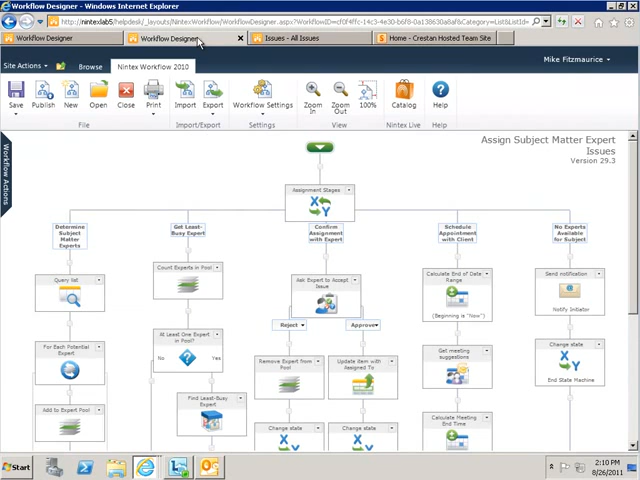 Workflow Designer - Windows Internet Explorer
http://nintexlab5/helpdesk/_layouts/NintexWorkflow/WorkflowDesigner.aspx?WorkflowID=
Workflow Designer
Workflow Designer
Issues - All Issues
Home - Crestan Hosted Team Site
Site Actions
Browse
Nintex Workflow 2010
Mike Fitzmaurice
Save
Publish
New
Open
Close
Print
Import
Export
Workflow Settings
Zoom In
Zoom Out
100%
Catalog
Help
File
Import/Export
Settings
View
Nintex Live
Help
Workflow Actions
Assign Subject Matter Expert
Issues
Version 29.3
Assignment Stages
Determine
Subject
Matter
Experts
Get Least-
Busy Expert
Confirm
Assignment
with Expert
Schedule
Appointment
with Client
No Experts
Available
for Subject
Query list
For Each Potential
Expert
Add to Expert Pool
Count Experts in Pool
At Least One Expert
in Pool?
No
Yes
Find Least-Busy
Expert
Ask Expert to Accept
Issue
Reject
Approve
Remove Expert from
Pool
Update item with
Assigned To
Change state
Change state
Calculate End of Date
Range
(Beginning is "Now")
Get meeting
suggestions
Calculate Meeting
End Time
Send notification
Notify Initiator
Change state
End State Machine
Start
2:10 PM
8/26/2011